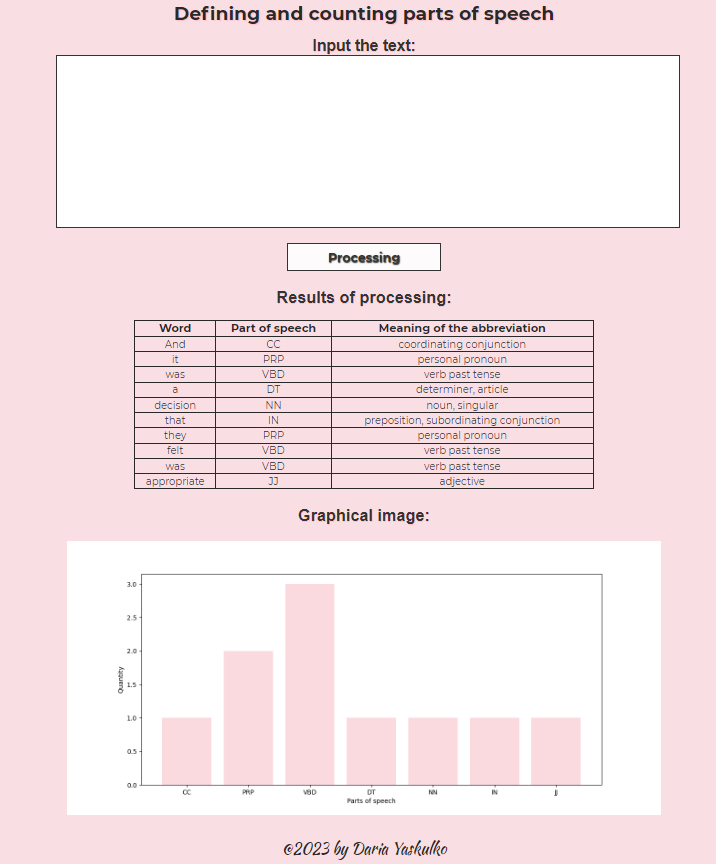 Defining and counting parts of speech
Input the text:
Processing
Results of processing:
Word Part of speech Meaning of the abbreviation
And CC coordinating conjunction
it PRP personal pronoun
was VBD verb past tense
a DT determiner, article
decision NN noun, singular
that IN preposition, subordinating conjunction
they PRP personal pronoun
felt VBD verb past tense
was VBD verb past tense
appropriate JJ adjective
Graphical image:
3.0
2.5
2.0
1.5
1.0
0.5
0.0
Quantity
CC PRP VBD DT NN IN JJ
Parts of speech
©2023 by Daria Yaskulko